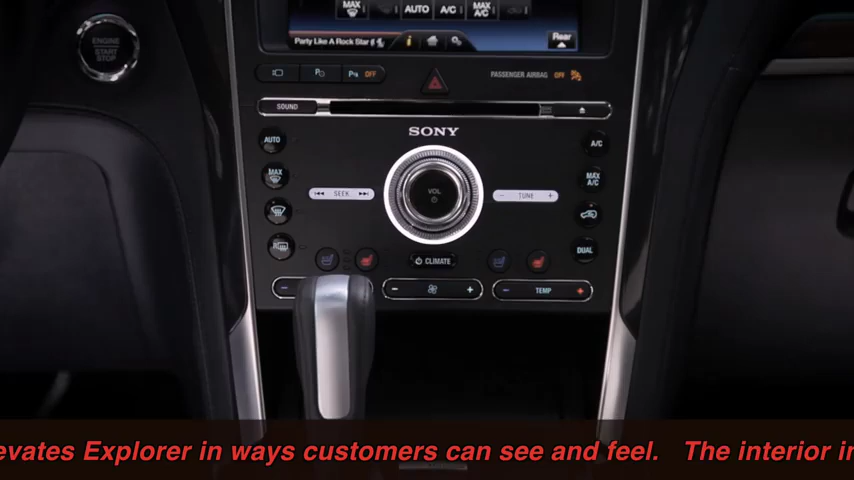 MAX
AUTO
A/C
MAX A/C
Party Like A Rock Star
Rear
ENGINE
START
STOP
OFF
PASSENGER AIRBAG OFF
SOUND
SONY
AUTO
A/C
MAX
MAX A/C
VOL
SEEK
TUNE
R
DUAL
CLIMATE
- +
- TEMP +
evates Explorer in ways customers can see and feel. The interior in